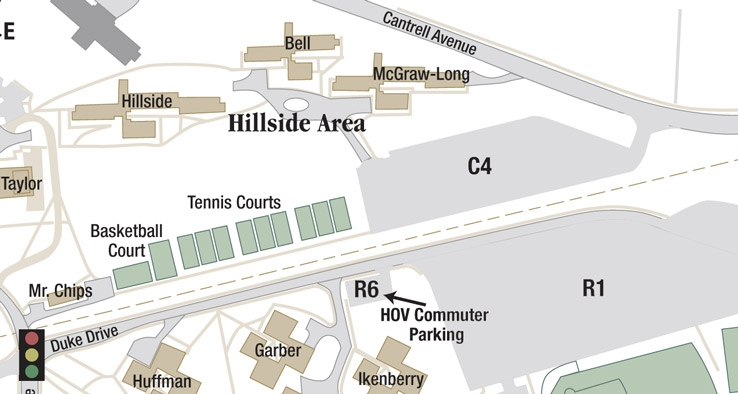 E
Cantrell Avenue
Bell
McGraw-Long
Hillside
Hillside Area
C4
Taylor
Tennis Courts
Basketball
Court
Mr. Chips
R6
R1
HOV Commuter
Parking
Duke Drive
Garber
Huffman
Ikenberry
e